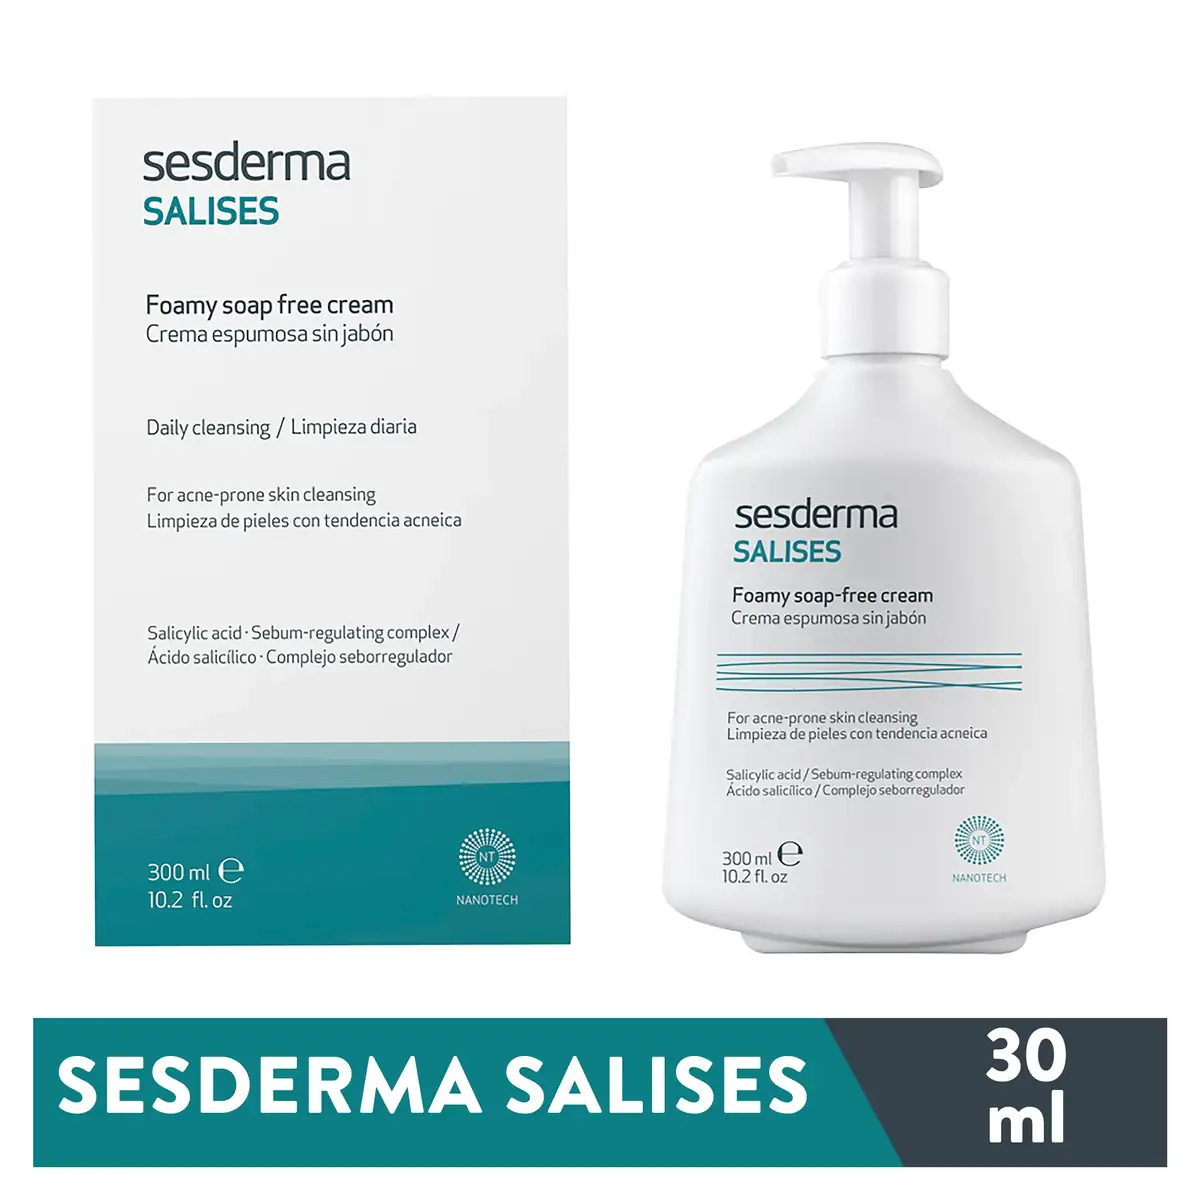 sesderma
SALISES
Foamy soap free cream
Crema espumosa sin jabón
Daily cleansing / Limpieza diaria
For acne-prone skin cleansing
Limpieza de pieles con tendencia acneica
Salicylic acid · Sebum-regulating complex /
Ácido salicílico · Complejo seborregulador
300 ml ℮
10.2 fl. oz
NT
NANOTECH
sesderma
SALISES
Foamy soap-free cream
Crema espumosa sin jabón
For acne-prone skin cleansing
Limpieza de pieles con tendencia acneica
Salicylic acid / Sebum-regulating complex
Ácido salicílico / Complejo seborregulador
300 ml ℮
10.2 fl. oz
NT
NANOTECH
SESDERMA SALISES
30
ml